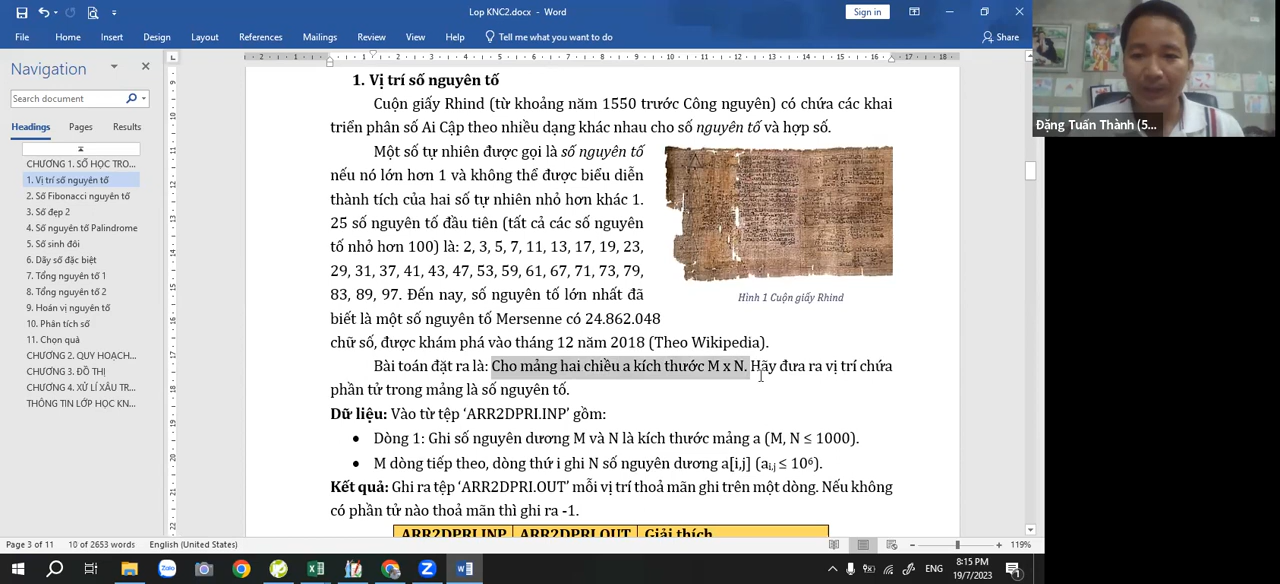 Lop KNC2.docx - Word
Sign in
File Home Insert Design Layout References Mailings Review View Help Tell me what you want to do Share
Navigation
Search document
Headings Pages Results
CHƯƠNG 1. SỐ HỌC TRO...
1. Vị trí số nguyên tố
2. Số Fibonacci nguyên tố
3. Số đẹp 2
4. Số nguyên tố Palindrome
5. Số sinh đôi
6. Dãy số đặc biệt
7. Tổng nguyên tố 1
8. Tổng nguyên tố 2
9. Hoán vị nguyên tố
10. Phân tích số
11. Chọn quà
CHƯƠNG 2. QUY HOẠCH...
CHƯƠNG 3. ĐỒ THỊ
CHƯƠNG 4. XỬ LÍ XÂU TR...
THÔNG TIN LỚP HỌC KN...
1. Vị trí số nguyên tố
Cuộn giấy Rhind (từ khoảng năm 1550 trước Công nguyên) có chứa các khai
triển phân số Ai Cập theo nhiều dạng khác nhau cho số nguyên tố và hợp số.
Một số tự nhiên được gọi là số nguyên tố
nếu nó lớn hơn 1 và không thể được biểu diễn
thành tích của hai số tự nhiên nhỏ hơn khác 1.
25 số nguyên tố đầu tiên (tất cả các số nguyên
tố nhỏ hơn 100) là: 2, 3, 5, 7, 11, 13, 17, 19, 23,
29, 31, 37, 41, 43, 47, 53, 59, 61, 67, 71, 73, 79,
83, 89, 97. Đến nay, số nguyên tố lớn nhất đã
biết là một số nguyên tố Mersenne có 24.862.048
chữ số, được khám phá vào tháng 12 năm 2018 (Theo Wikipedia).
Hình 1 Cuộn giấy Rhind
Bài toán đặt ra là: Cho mảng hai chiều a kích thước M x N. Hãy đưa ra vị trí chứa
phần tử trong mảng là số nguyên tố.
Dữ liệu: Vào từ tệp ‘ARR2DPRI.INP’ gồm:
• Dòng 1: Ghi số nguyên dương M và N là kích thước mảng a (M, N ≤ 1000).
• M dòng tiếp theo, dòng thứ i ghi N số nguyên dương a[i,j] (aᵢ,ⱼ ≤ 10⁶).
Kết quả: Ghi ra tệp ‘ARR2DPRI.OUT’ mỗi vị trí thoả mãn ghi trên một dòng. Nếu không
có phần tử nào thoả mãn thì ghi ra -1.
ARR2DPRI.INP ARR2DPRI.OUT Giải thích
Đặng Tuấn Thành (5...
Page 3 of 11 10 of 2653 words English (United States) 119%
Zalo
ENG 8:15 PM
19/7/2023